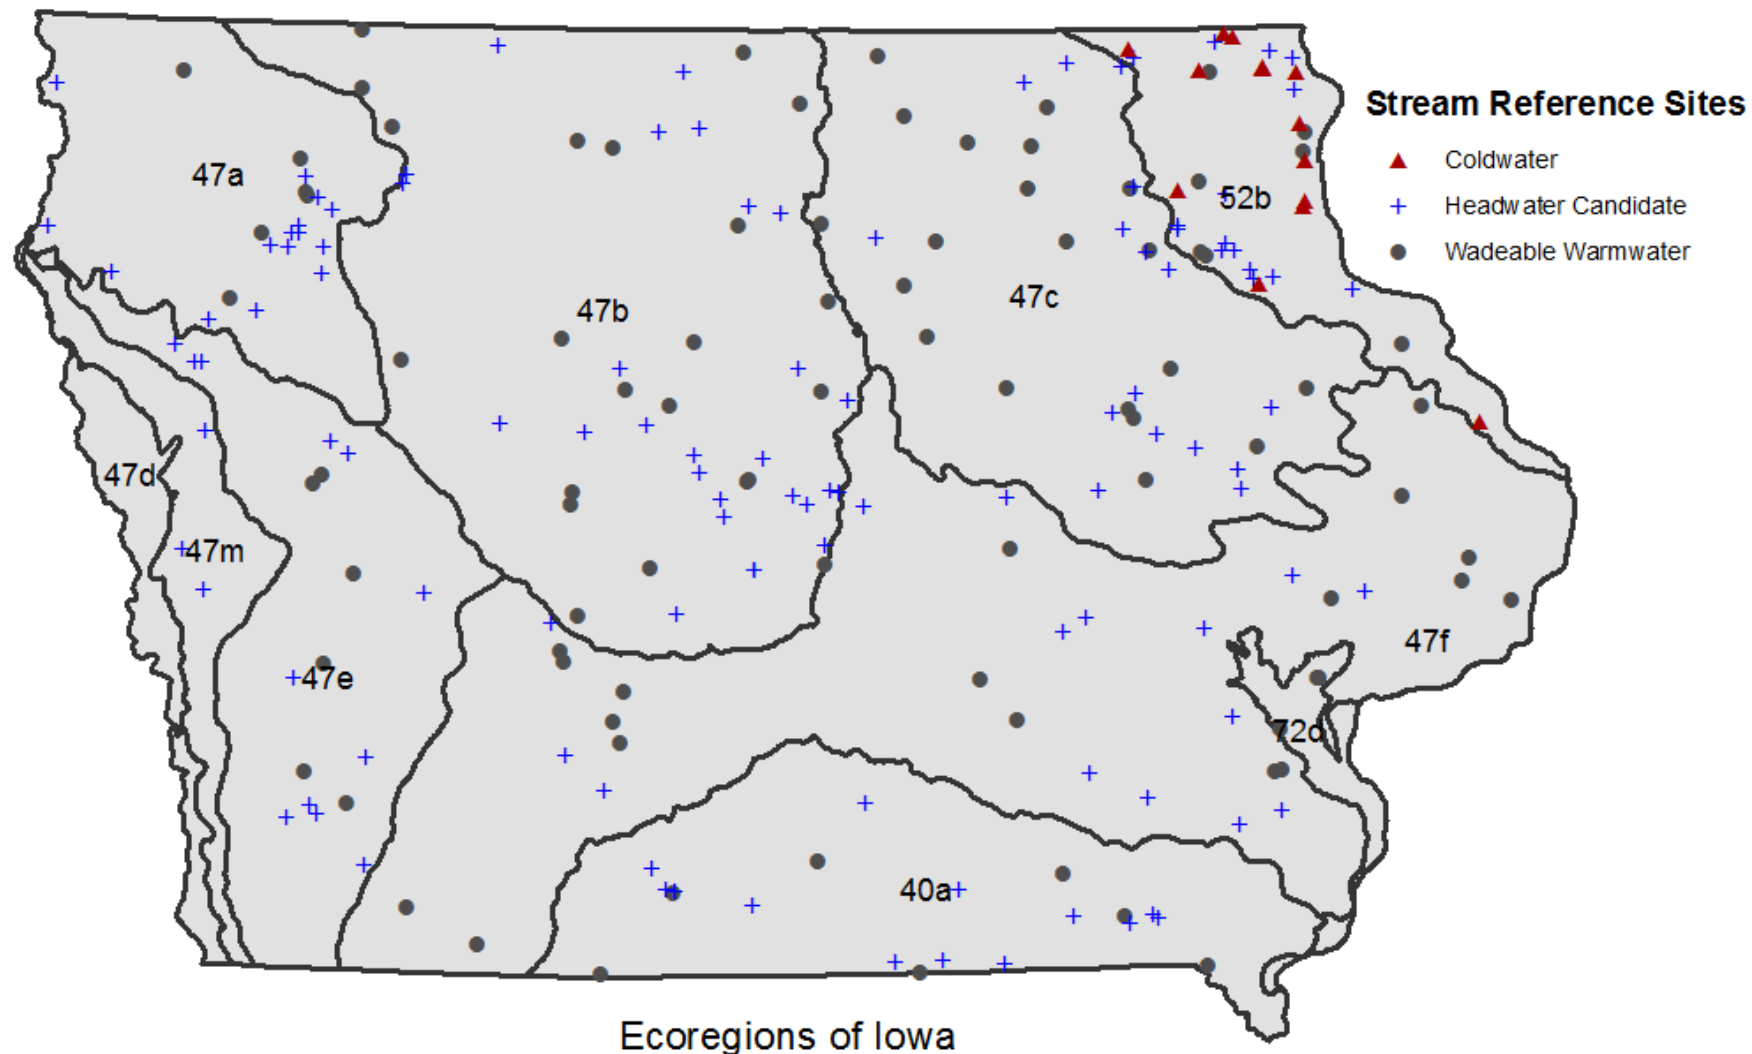 Stream Reference Sites
Coldwater
Headwater Candidate
Wadeable Warmwater
47a
52b
47b
47c
47d
47m
47e
47f
72d
40a
Ecoregions of Iowa